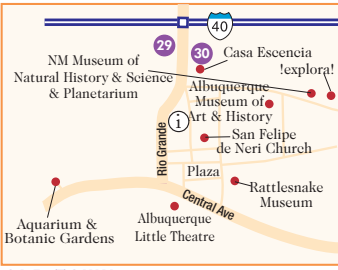 40
29
30
Casa Escencia
NM Museum of
Natural History & Science
& Planetarium
!explora!
Albuquerque
Museum of
Art & History
i
San Felipe
de Neri Church
Rio Grande
Plaza
Rattlesnake
Museum
Central Ave
Aquarium &
Botanic Gardens
Albuquerque
Little Theatre